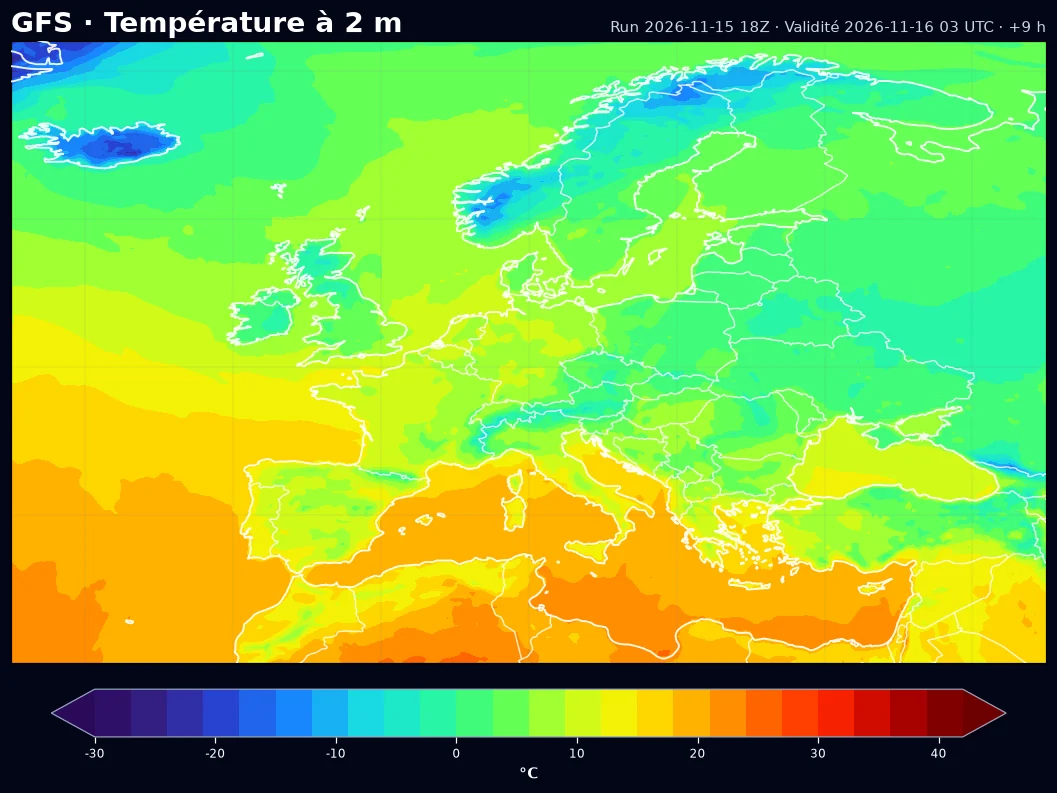 GFS · Température à 2 m
Run 2026-11-15 18Z · Validité 2026-11-16 03 UTC · +9 h
-30 -20 -10 0 10 20 30 40
°C